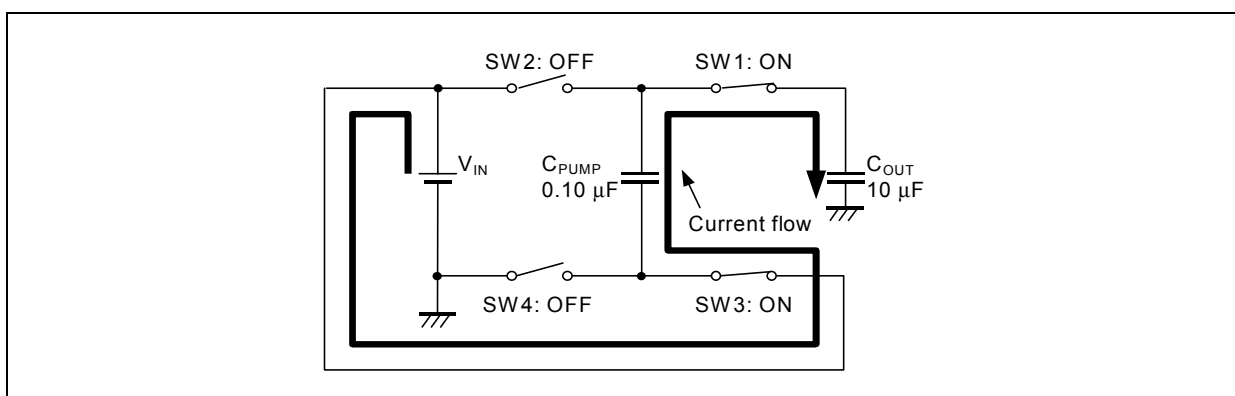 SW2: OFF
SW1: ON
VIN
CPUMP
0.10 μF
COUT
10 μF
Current flow
SW4: OFF
SW3: ON